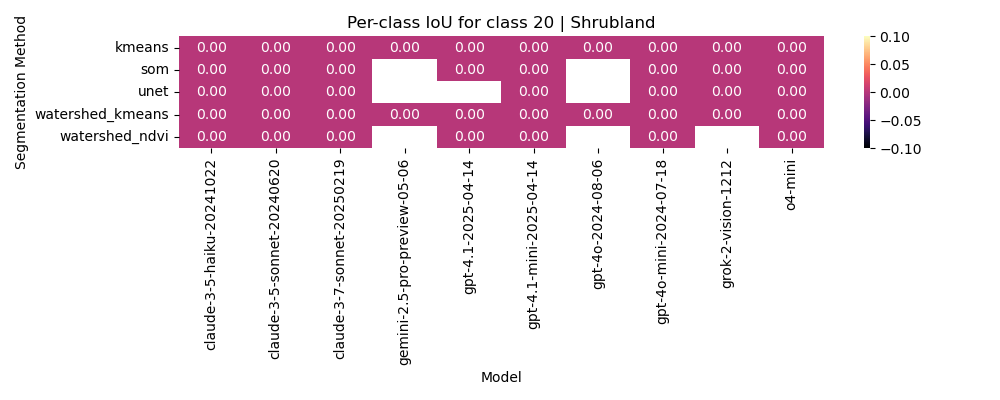 Per-class IoU for class 20 | Shrubland
Segmentation Method
kmeans 0.00 0.00 0.00 0.00 0.00 0.00 0.00 0.00 0.00 0.00
som 0.00 0.00 0.00 0.00 0.00 0.00 0.00 0.00
unet 0.00 0.00 0.00 0.00 0.00 0.00 0.00
watershed_kmeans 0.00 0.00 0.00 0.00 0.00 0.00 0.00 0.00 0.00 0.00
watershed_ndvi 0.00 0.00 0.00 0.00 0.00 0.00 0.00
claude-3-5-haiku-20241022
claude-3-5-sonnet-20240620
claude-3-7-sonnet-20250219
gemini-2.5-pro-preview-05-06
gpt-4.1-2025-04-14
gpt-4.1-mini-2025-04-14
gpt-4o-2024-08-06
gpt-4o-mini-2024-07-18
grok-2-vision-1212
o4-mini
Model
0.10
0.05
0.00
−0.05
−0.10